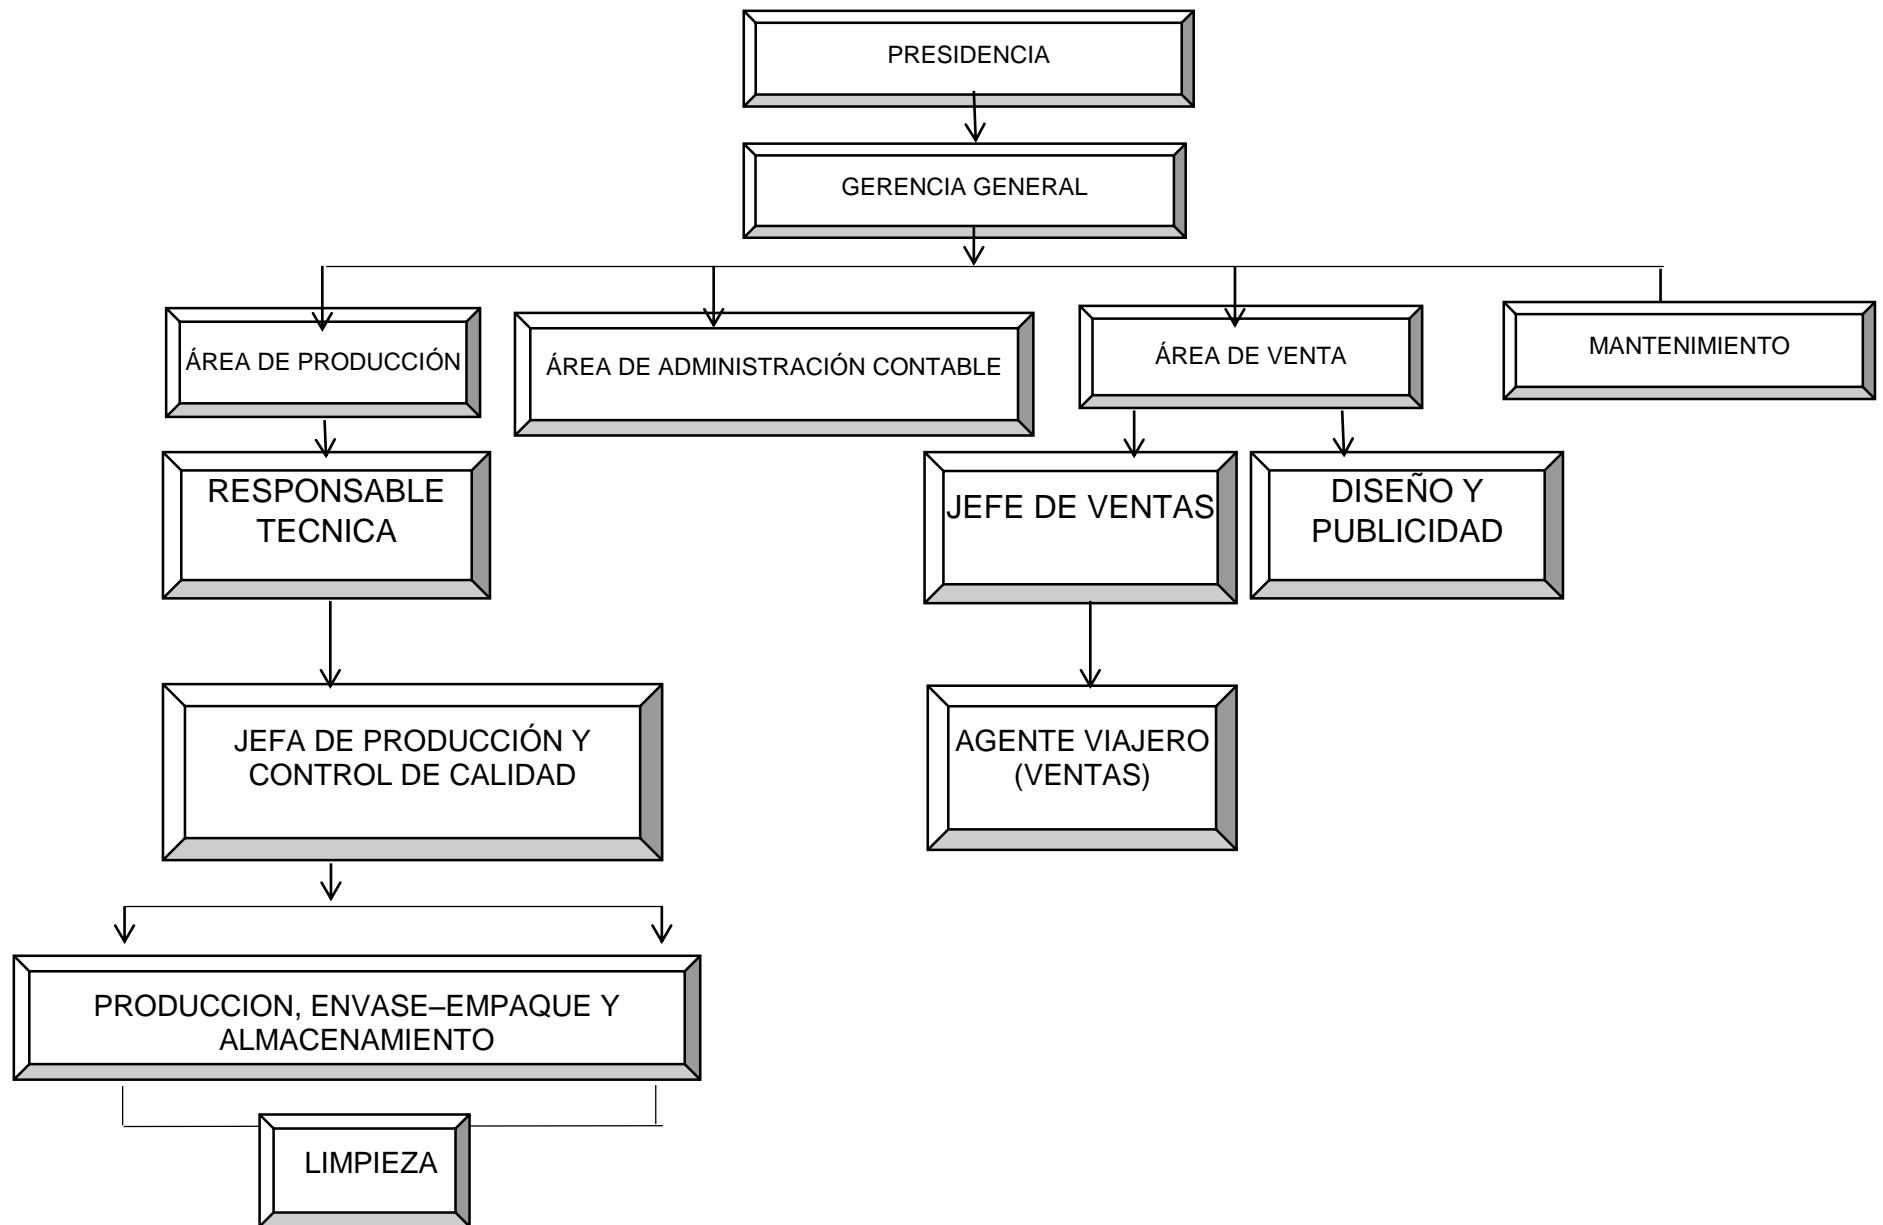 PRESIDENCIA
GERENCIA GENERAL
ÁREA DE PRODUCCIÓN
ÁREA DE ADMINISTRACIÓN CONTABLE
ÁREA DE VENTA
MANTENIMIENTO
RESPONSABLE
TECNICA
JEFE DE VENTAS
DISEÑO Y
PUBLICIDAD
JEFA DE PRODUCCIÓN Y
CONTROL DE CALIDAD
AGENTE VIAJERO
(VENTAS)
PRODUCCION, ENVASE–EMPAQUE Y
ALMACENAMIENTO
LIMPIEZA